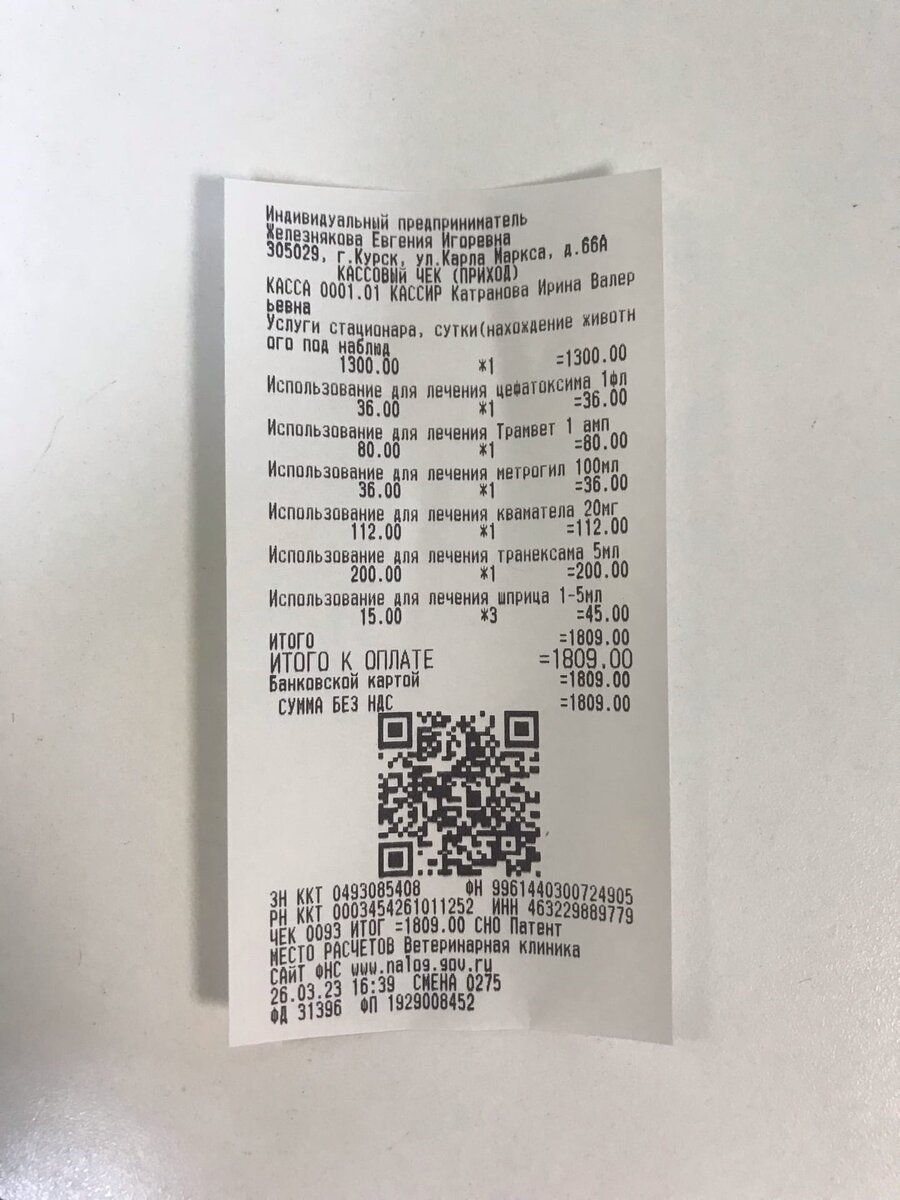 Индивидуальный предприниматель
Железнякова Евгения Игоревна
305029, г.Курск, ул.Карла Маркса, д.66А
КАССОВЫЙ ЧЕК (ПРИХОД)
КАССА 0001.01 КАССИР Катранова Ирина Валер
ьевна
Услуги стационара, сутки(нахождение животн
ого под наблюд
1300.00 *1 =1300.00
Использование для лечения цефатоксима 1фл
36.00 *1 =36.00
Использование для лечения Трамвет 1 амп
80.00 *1 =80.00
Использование для лечения метрогил 100мл
36.00 *1 =36.00
Использование для лечения кваматела 20мг
112.00 *1 =112.00
Использование для лечения транексама 5мл
200.00 *1 =200.00
Использование для лечения шприца 1-5мл
15.00 *3 =45.00
ИТОГО =1809.00
ИТОГО К ОПЛАТЕ =1809.00
Банковской картой =1809.00
СУММА БЕЗ НДС =1809.00
ЗН ККТ 0493085408 ФН 9961440300724905
РН ККТ 0003454261011252 ИНН 463229889779
ЧЕК 0093 ИТОГ =1809.00 СНО Патент
МЕСТО РАСЧЕТОВ Ветеринарная клиника
САЙТ ФНС www.nalog.gov.ru
26.03.23 16:39 СМЕНА 0275
ФД 31396 ФП 1929008452